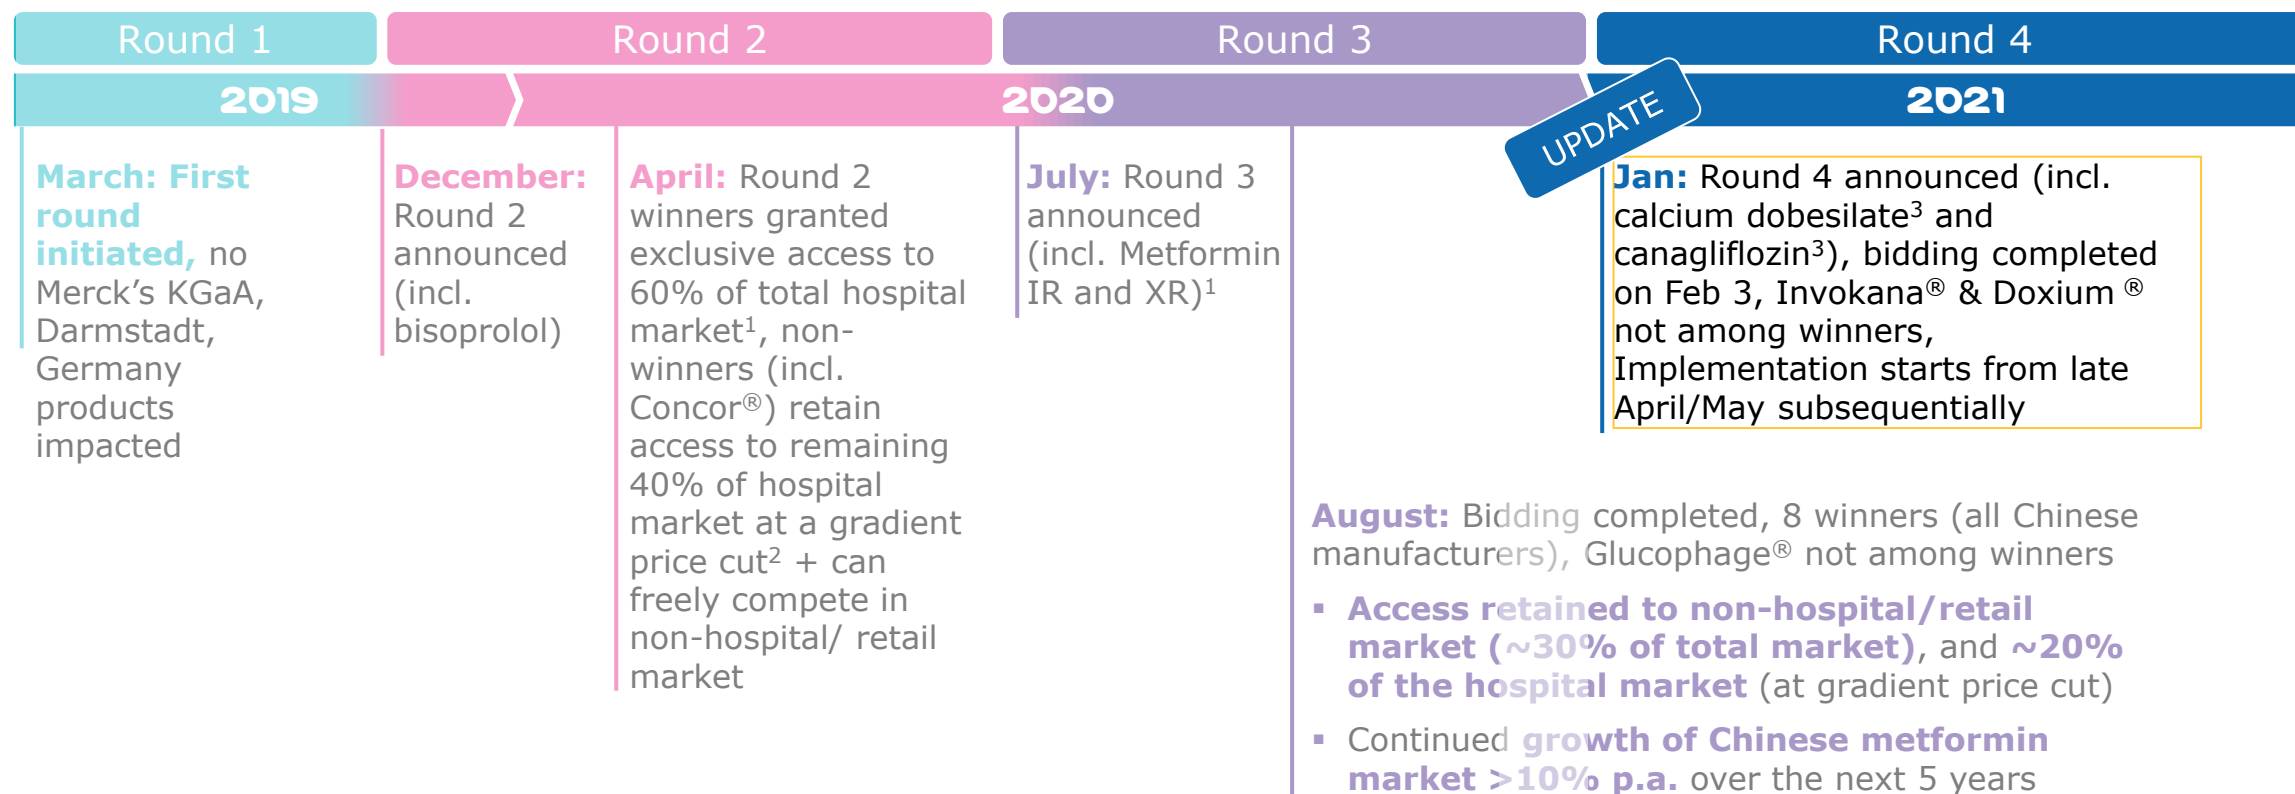 Round 1
Round 2
Round 3
Round 4
2019
2020
2021
UPDATE
March: First
round
initiated, no
Merck's KGaA,
Darmstadt,
Germany
products
impacted
December:
Round 2
announced
(incl.
bisoprolol)
April: Round 2
winners granted
exclusive access to
60% of total hospital
market¹, non-
winners (incl.
Concor®) retain
access to remaining
40% of hospital
market at a gradient
price cut² + can
freely compete in
non-hospital/ retail
market
July: Round 3
announced
(incl. Metformin
IR and XR)¹
August: Bidding completed, 8 winners (all Chinese
manufacturers), Glucophage® not among winners
▪ Access retained to non-hospital/retail
market (~30% of total market), and ~20%
of the hospital market (at gradient price cut)
▪ Continued growth of Chinese metformin
market >10% p.a. over the next 5 years
Jan: Round 4 announced (incl.
calcium dobesilate³ and
canagliflozin³), bidding completed
on Feb 3, Invokana® & Doxium ®
not among winners,
Implementation starts from late
April/May subsequentially